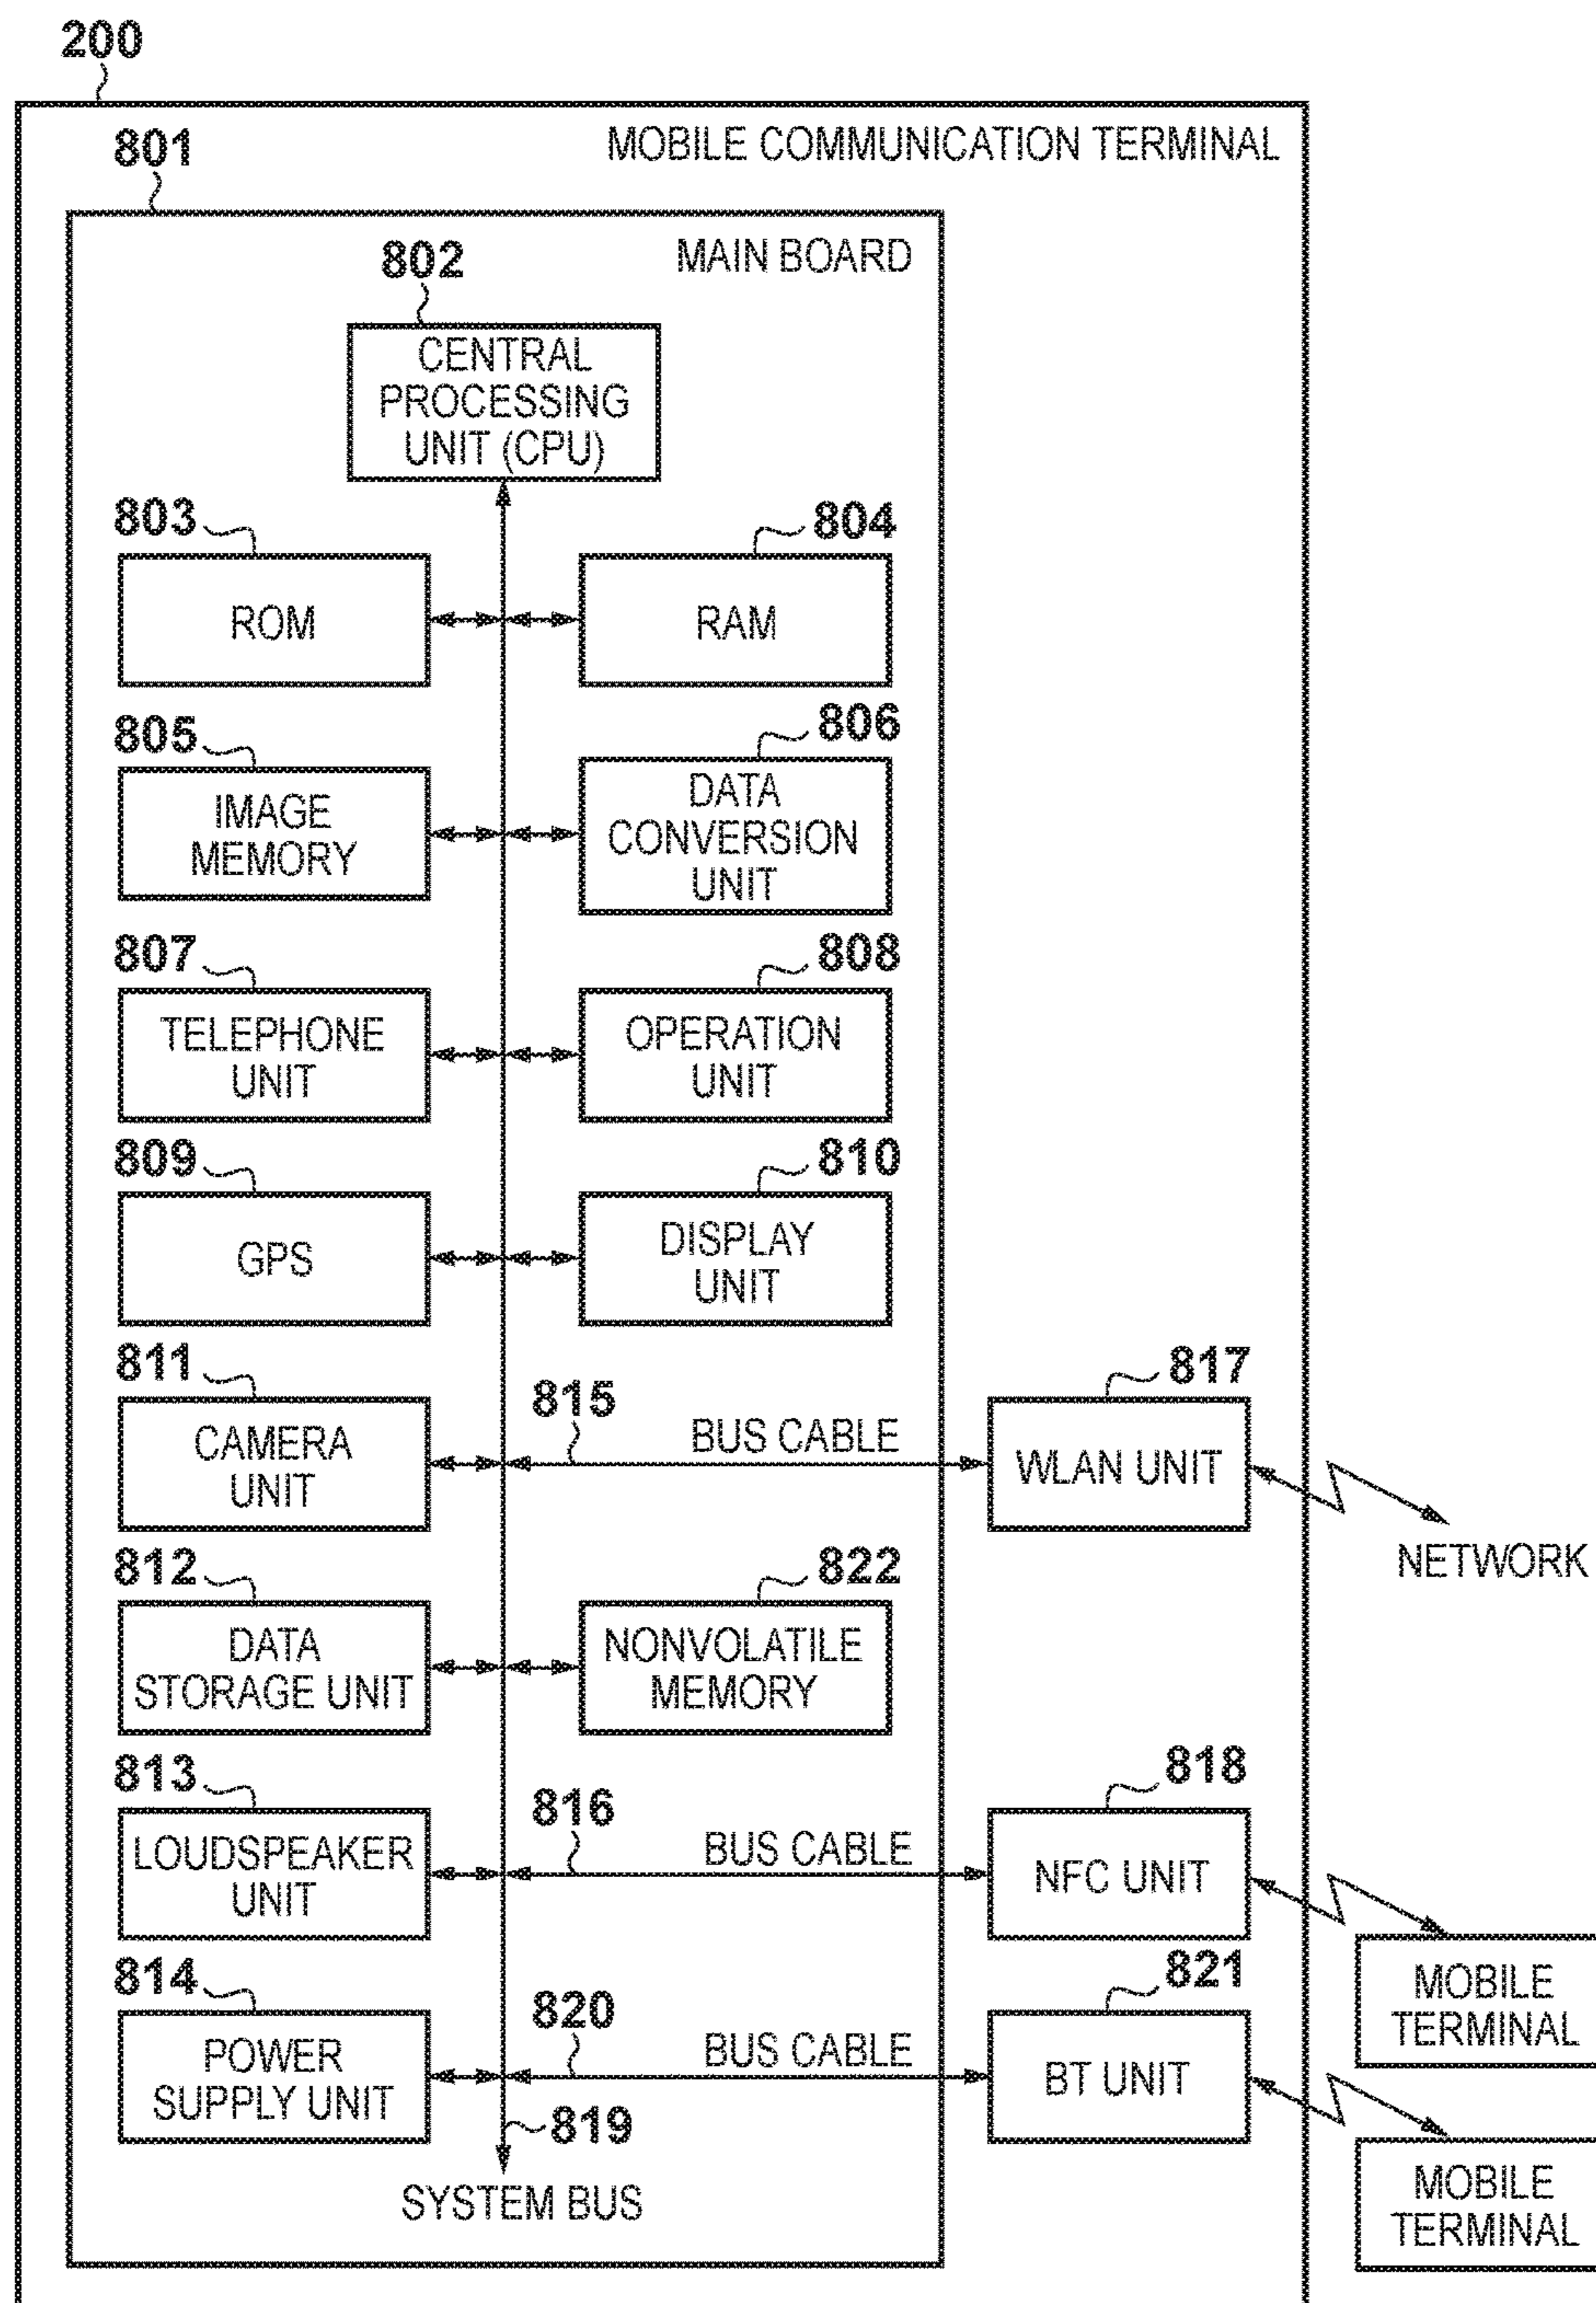 200
801
MOBILE COMMUNICATION TERMINAL
MAIN BOARD
802
CENTRAL
PROCESSING
UNIT (CPU)
803
804
ROM
RAM
805
806
IMAGE
MEMORY
DATA
CONVERSION
UNIT
807
808
TELEPHONE
UNIT
OPERATION
UNIT
809
810
GPS
DISPLAY
UNIT
811
815
817
CAMERA
UNIT
BUS CABLE
WLAN UNIT
NETWORK
812
822
DATA
STORAGE UNIT
NONVOLATILE
MEMORY
813
816
818
LOUDSPEAKER
UNIT
BUS CABLE
NFC UNIT
MOBILE
TERMINAL
814
820
821
POWER
SUPPLY UNIT
BUS CABLE
BT UNIT
819
SYSTEM BUS
MOBILE
TERMINAL